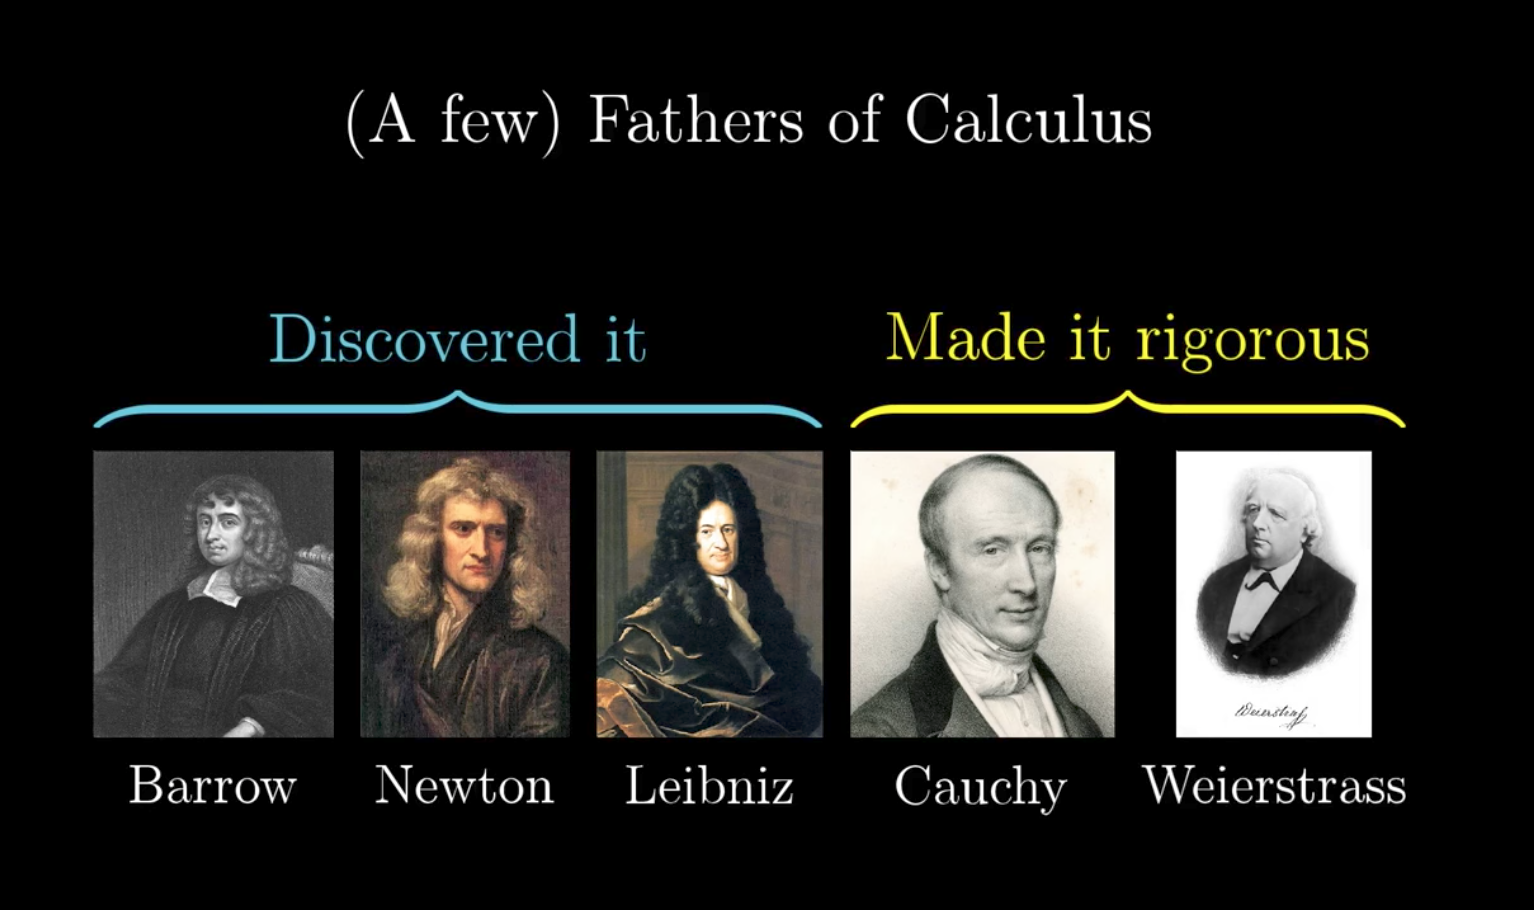 (A few) Fathers of Calculus
Discovered it
Made it rigorous
Weierstraß
Barrow
Newton
Leibniz
Cauchy
Weierstrass